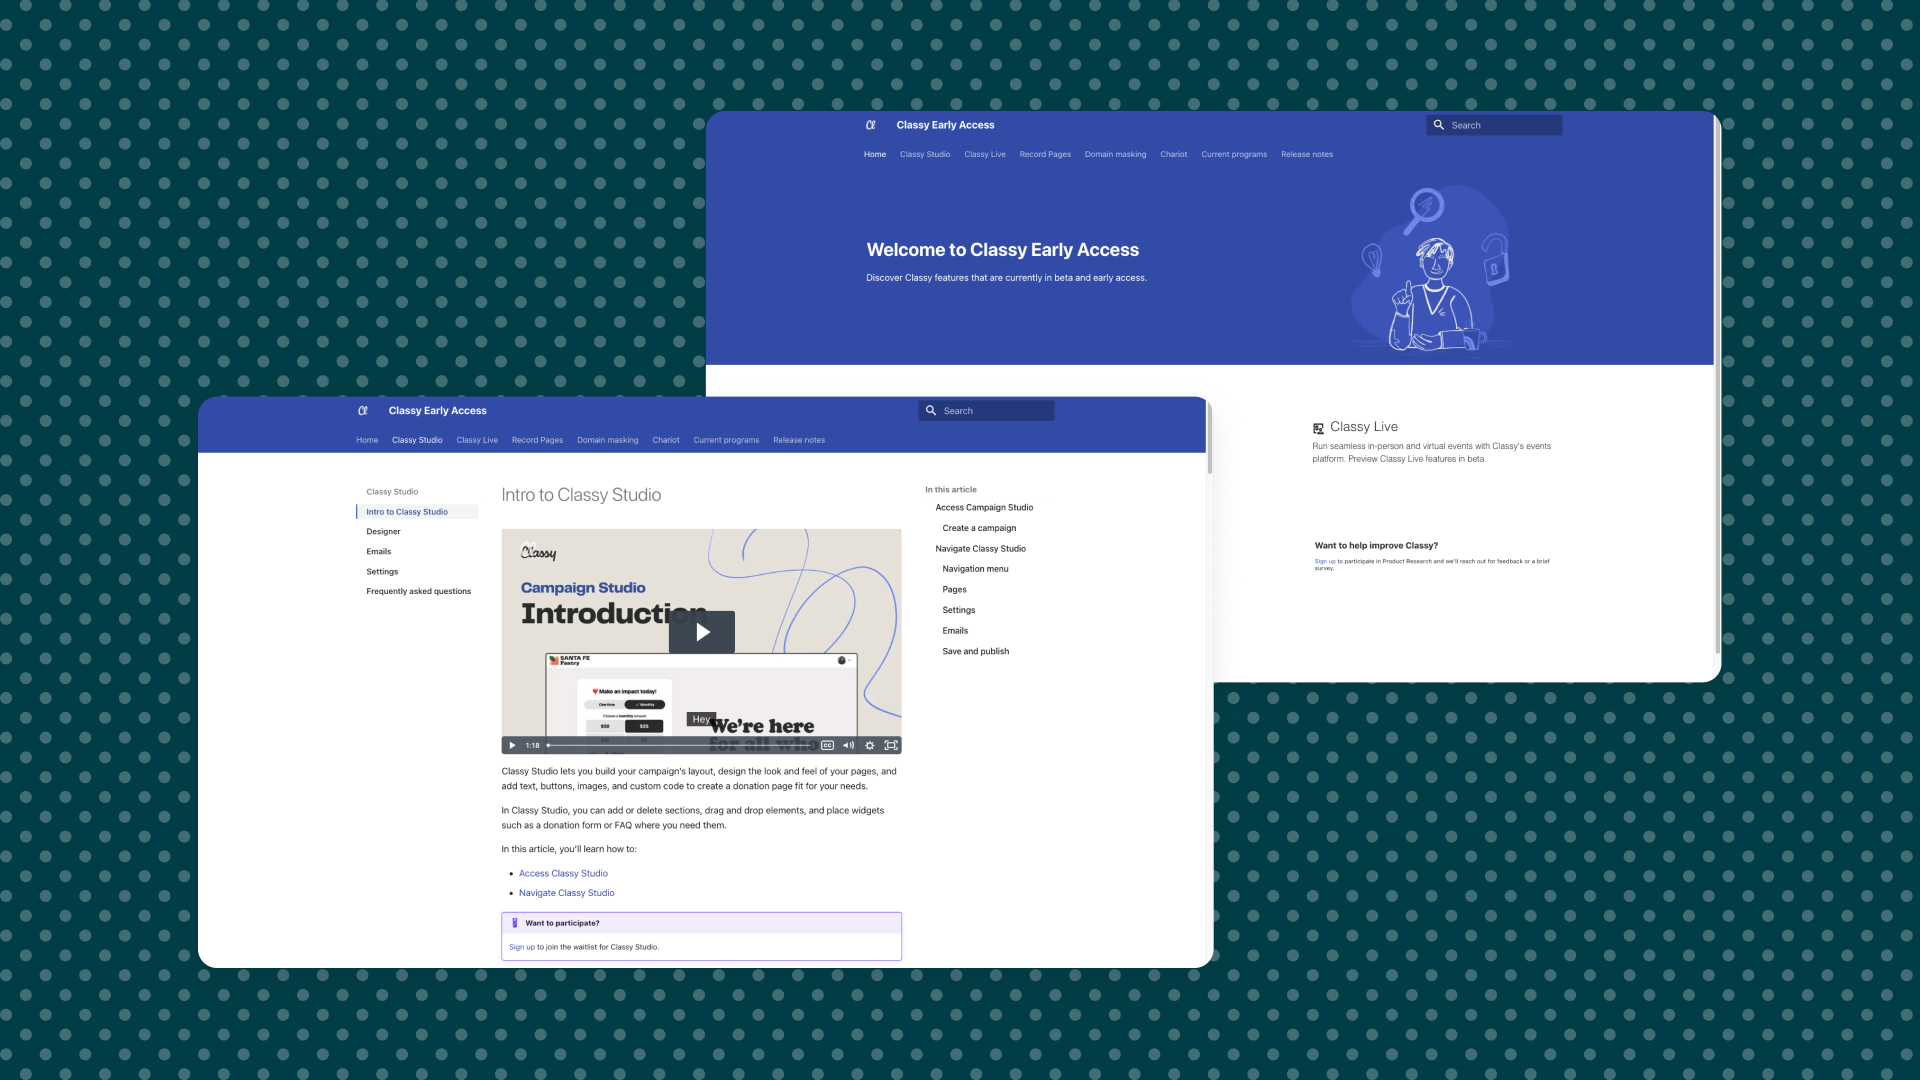 Classy Early Access
Search
Home Classy Studio Classy Live Record Pages Domain masking Chariot Current programs Release notes
Welcome to Classy Early Access
Discover Classy features that are currently in beta and early access.
Classy Live
Run seamless in-person and virtual events with Classy's events
platform. Preview Classy Live features in beta.
Want to help improve Classy?
Sign up to participate in Product Research and we'll reach out for feedback or a brief
survey.
Classy Early Access
Search
Home Classy Studio Classy Live Record Pages Domain masking Chariot Current programs Release notes
Classy Studio
Intro to Classy Studio
Designer
Emails
Settings
Frequently asked questions
Intro to Classy Studio
Classy
Campaign Studio
Introduction
SANTA FE
Poetry
Make an impact today!
One time
Monthly
Choose a monthly amount
$50
$25
Hey
We're here
for all who
1:18
CC
Classy Studio lets you build your campaign's layout, design the look and feel of your pages, and
add text, buttons, images, and custom code to create a donation page fit for your needs.
In Classy Studio, you can add or delete sections, drag and drop elements, and place widgets
such as a donation form or FAQ where you need them.
In this article, you'll learn how to:
• Access Classy Studio
• Navigate Classy Studio
Want to participate?
Sign up to join the waitlist for Classy Studio.
In this article
Access Campaign Studio
Create a campaign
Navigate Classy Studio
Navigation menu
Pages
Settings
Emails
Save and publish